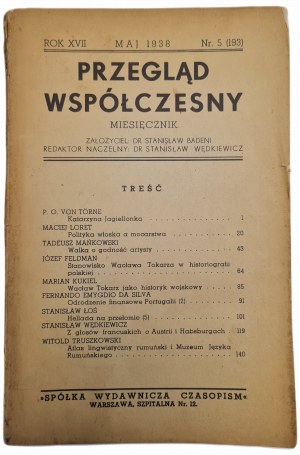 ROK XVII MAJ 1938 Nr. 5 (193)
PRZEGLĄD
WSPÓŁCZESNY
MIESIĘCZNIK
ZAŁOŻYCIEL: DR STANISŁAW BADENI
REDAKTOR NACZELNY: DR STANISŁAW WĘDKIEWICZ
TREŚĆ
P. O. VON TÖRNE
Katarzyna Jagiellonka . . . . . . . . . . . . 1
MACIEJ LORET
Polityka włoska a mocarstwa . . . . . . . . . . 20
TADEUSZ MAŃKOWSKI
Walka o godność artysty . . . . . . . . . . . 43
JÓZEF FELDMAN
Stanowisko Wacława Tokarza w historiografii
polskiej . . . . . . . . . . . . . . . 64
MARIAN KUKIEL
Wacław Tokarz jako historyk wojskowy . . . . . 85
FERNANDO EMYGDIO DA SILVA
Odrodzenie finansowe Portugalii (I) . . . . . . 91
STANISŁAW ŁOŚ
Hellada na przełomie (I) . . . . . . . . . . 101
STANISŁAW WĘDKIEWICZ
Z głosów francuskich o Austrii i Habsburgach . . 119
WITOLD TRUSZKOWSKI
Atlas lingwistyczny rumuński i Museum Języka
Rumuńskiego . . . . . . . . . . . . . . 140
»SPÓŁKA WYDAWNICZA CZASOPISM«
WARSZAWA, SZPITALNA Nr. 12.